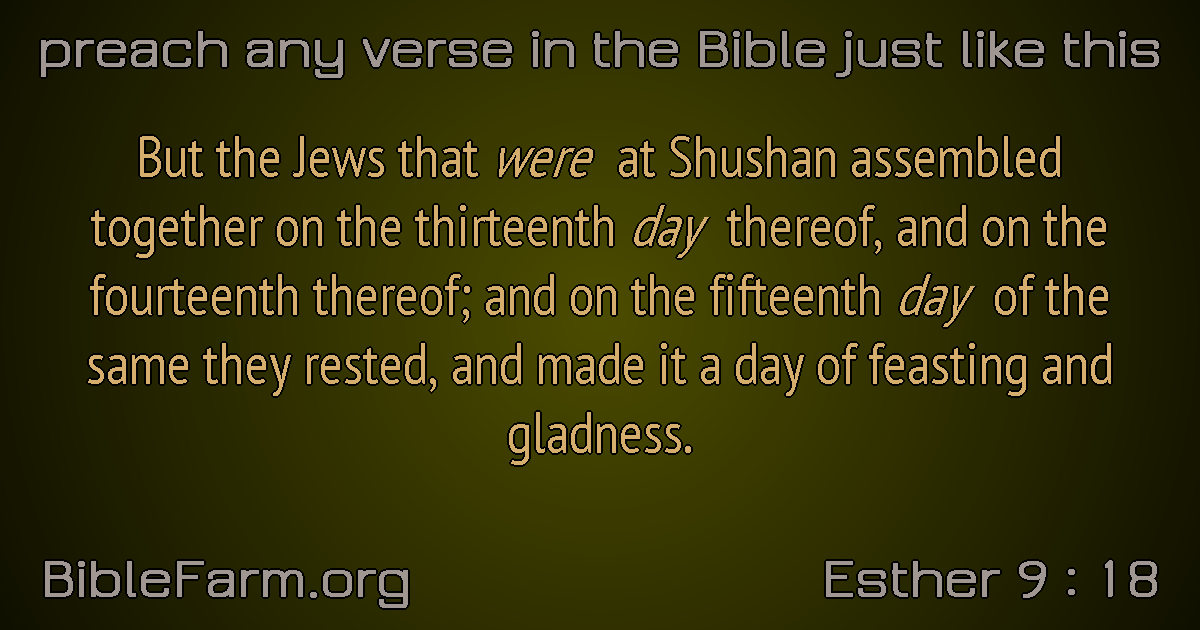 preach any verse in the Bible just like this
But the Jews that were at Shushan assembled
together on the thirteenth day thereof, and on the
fourteenth thereof; and on the fifteenth day of the
same they rested, and made it a day of feasting and
gladness.
BibleFarm.org
Esther 9 : 18